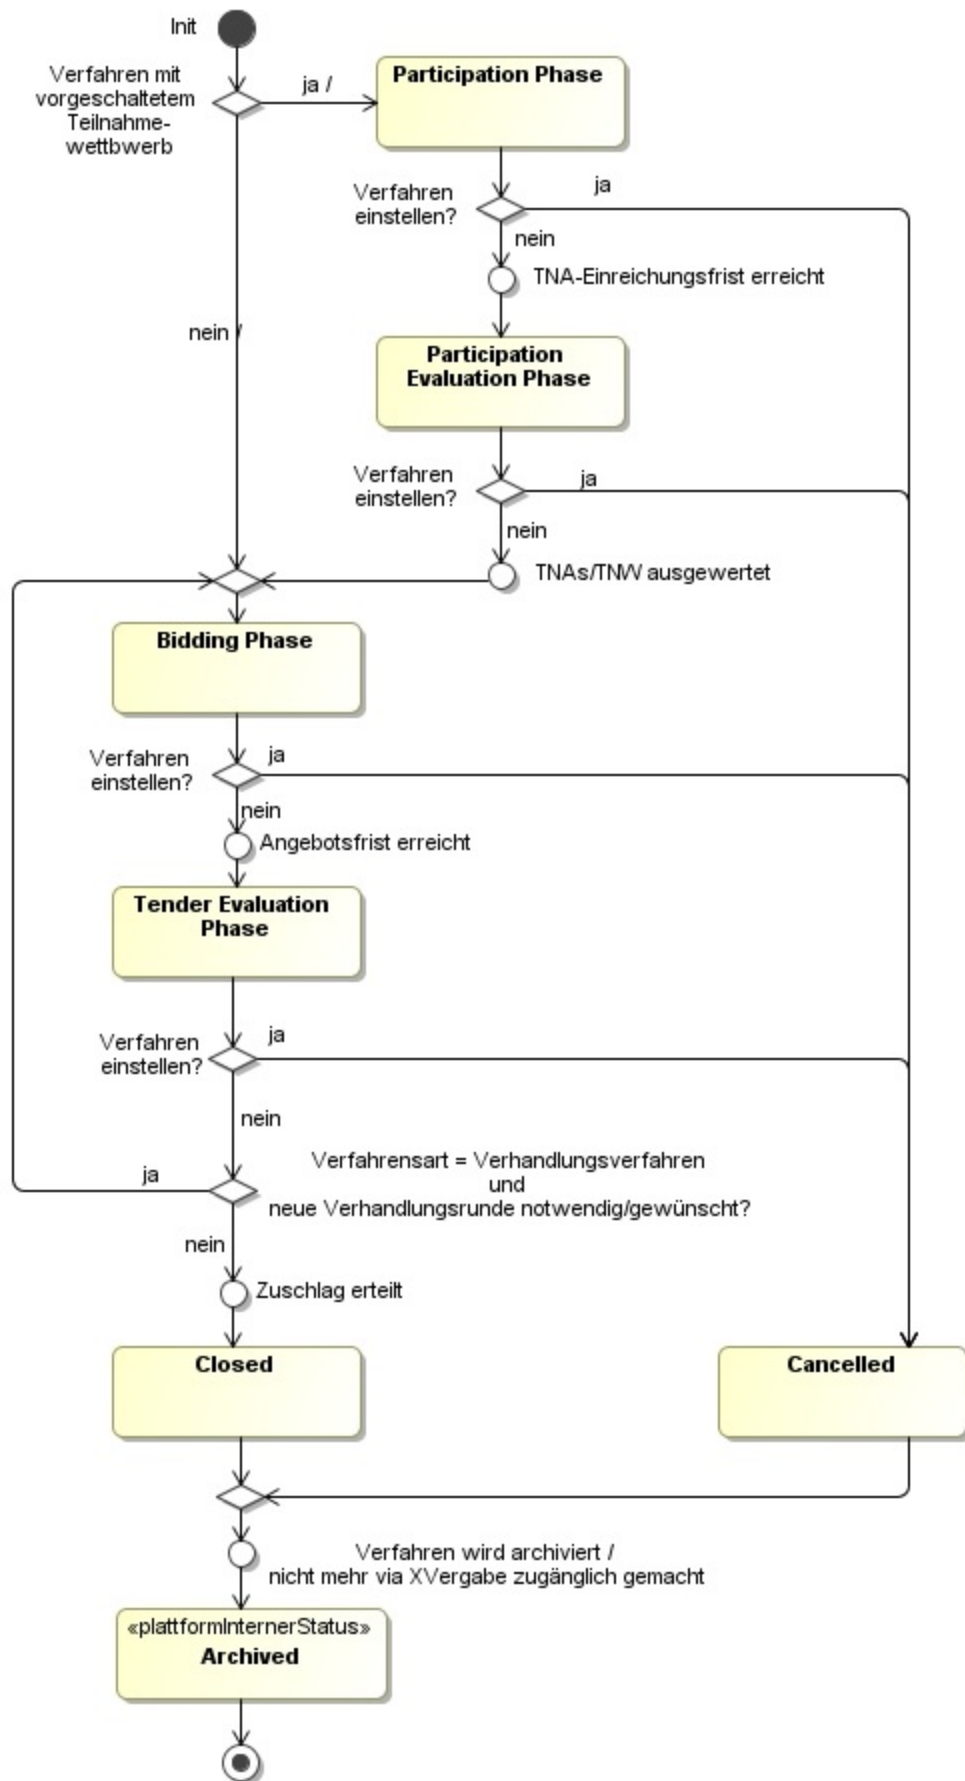 Init
Verfahren mit
vorgeschaltetem
Teilnahme-
wettbwerb
ja /
Participation Phase
Verfahren
einstellen?
ja
nein
TNA-Einreichungsfrist erreicht
nein /
Participation
Evaluation Phase
Verfahren
einstellen?
ja
nein
TNAs/TNW ausgewertet
Bidding Phase
Verfahren
einstellen?
ja
nein
Angebotsfrist erreicht
Tender Evaluation
Phase
Verfahren
einstellen?
ja
nein
ja
Verfahrensart = Verhandlungsverfahren
und
neue Verhandlungsrunde notwendig/gewünscht?
nein
Zuschlag erteilt
Closed
Cancelled
Verfahren wird archiviert /
nicht mehr via XVergabe zugänglich gemacht
«plattformInternerStatus»
Archived